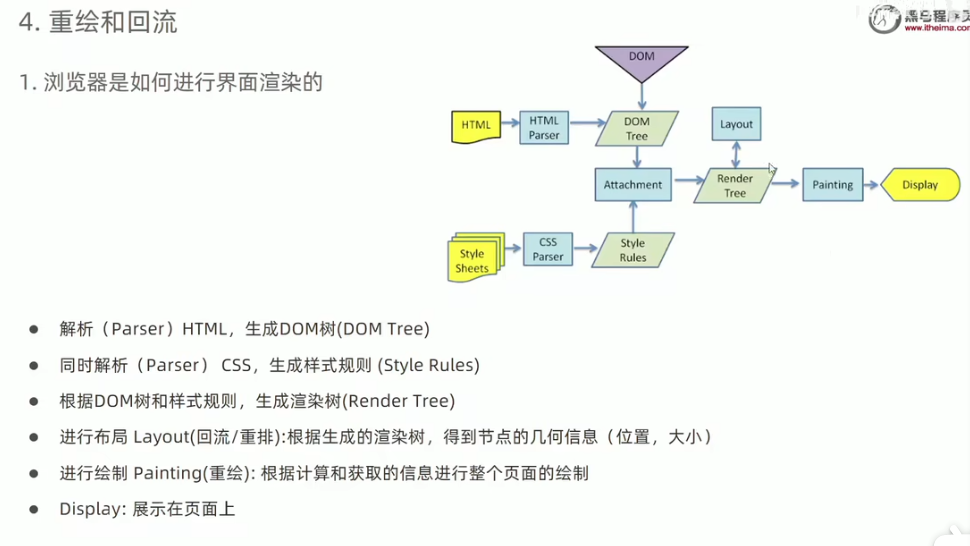 4. 重绘和回流
黑马程序员
www.itheima.com
1. 浏览器是如何进行界面渲染的
DOM
HTML
HTML
Parser
DOM
Tree
Layout
Attachment
Render
Tree
Painting
Display
Style
Sheets
CSS
Parser
Style
Rules
● 解析（Parser）HTML，生成DOM树(DOM Tree)
● 同时解析（Parser） CSS，生成样式规则 (Style Rules)
● 根据DOM树和样式规则，生成渲染树(Render Tree)
● 进行布局 Layout(回流/重排):根据生成的渲染树，得到节点的几何信息（位置，大小）
● 进行绘制 Painting(重绘): 根据计算和获取的信息进行整个页面的绘制
● Display: 展示在页面上